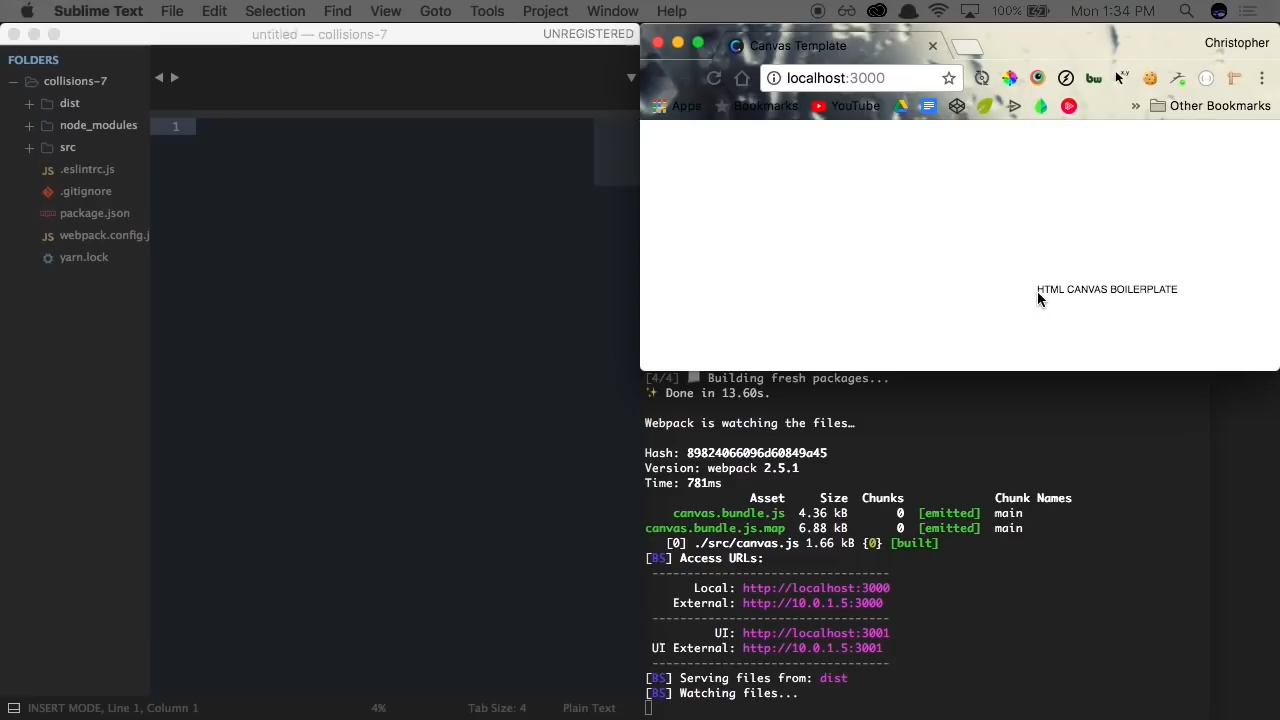 Sublime Text File Edit Selection Find View Goto Tools Project Window Help 100% Mon 1:34 PM
untitled — collisions-7 UNREGISTERED
FOLDERS
collisions-7
dist
node_modules
src
.eslintrc.js
.gitignore
package.json
webpack.config.j
yarn.lock
1
INSERT MODE, Line 1, Column 1 4% Tab Size: 4 Plain Text
Canvas Template Christopher
localhost:3000 bw x,y
Apps Bookmarks YouTube » Other Bookmarks
HTML CANVAS BOILERPLATE
[4/4] Building fresh packages...
Done in 13.60s.
Webpack is watching the files…
Hash: 89824066096d60849a45
Version: webpack 2.5.1
Time: 781ms
Asset Size Chunks Chunk Names
canvas.bundle.js 4.36 kB 0 [emitted] main
canvas.bundle.js.map 6.88 kB 0 [emitted] main
[0] ./src/canvas.js 1.66 kB {0} [built]
[BS] Access URLs:
---------------------------------
Local: http://localhost:3000
External: http://10.0.1.5:3000
---------------------------------
UI: http://localhost:3001
UI External: http://10.0.1.5:3001
---------------------------------
[BS] Serving files from: dist
[BS] Watching files...